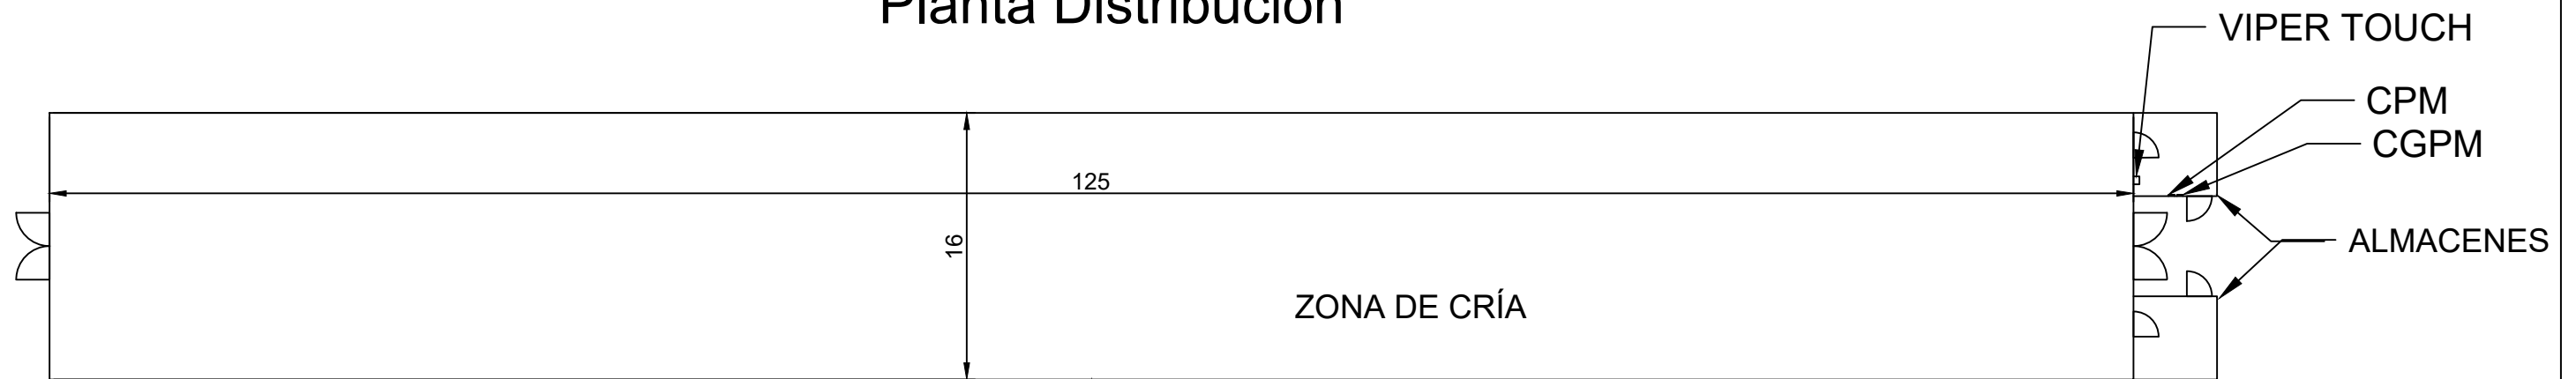 Planta Distribución
VIPER TOUCH
CPM
CGPM
125
16
ALMACENES
ZONA DE CRÍA